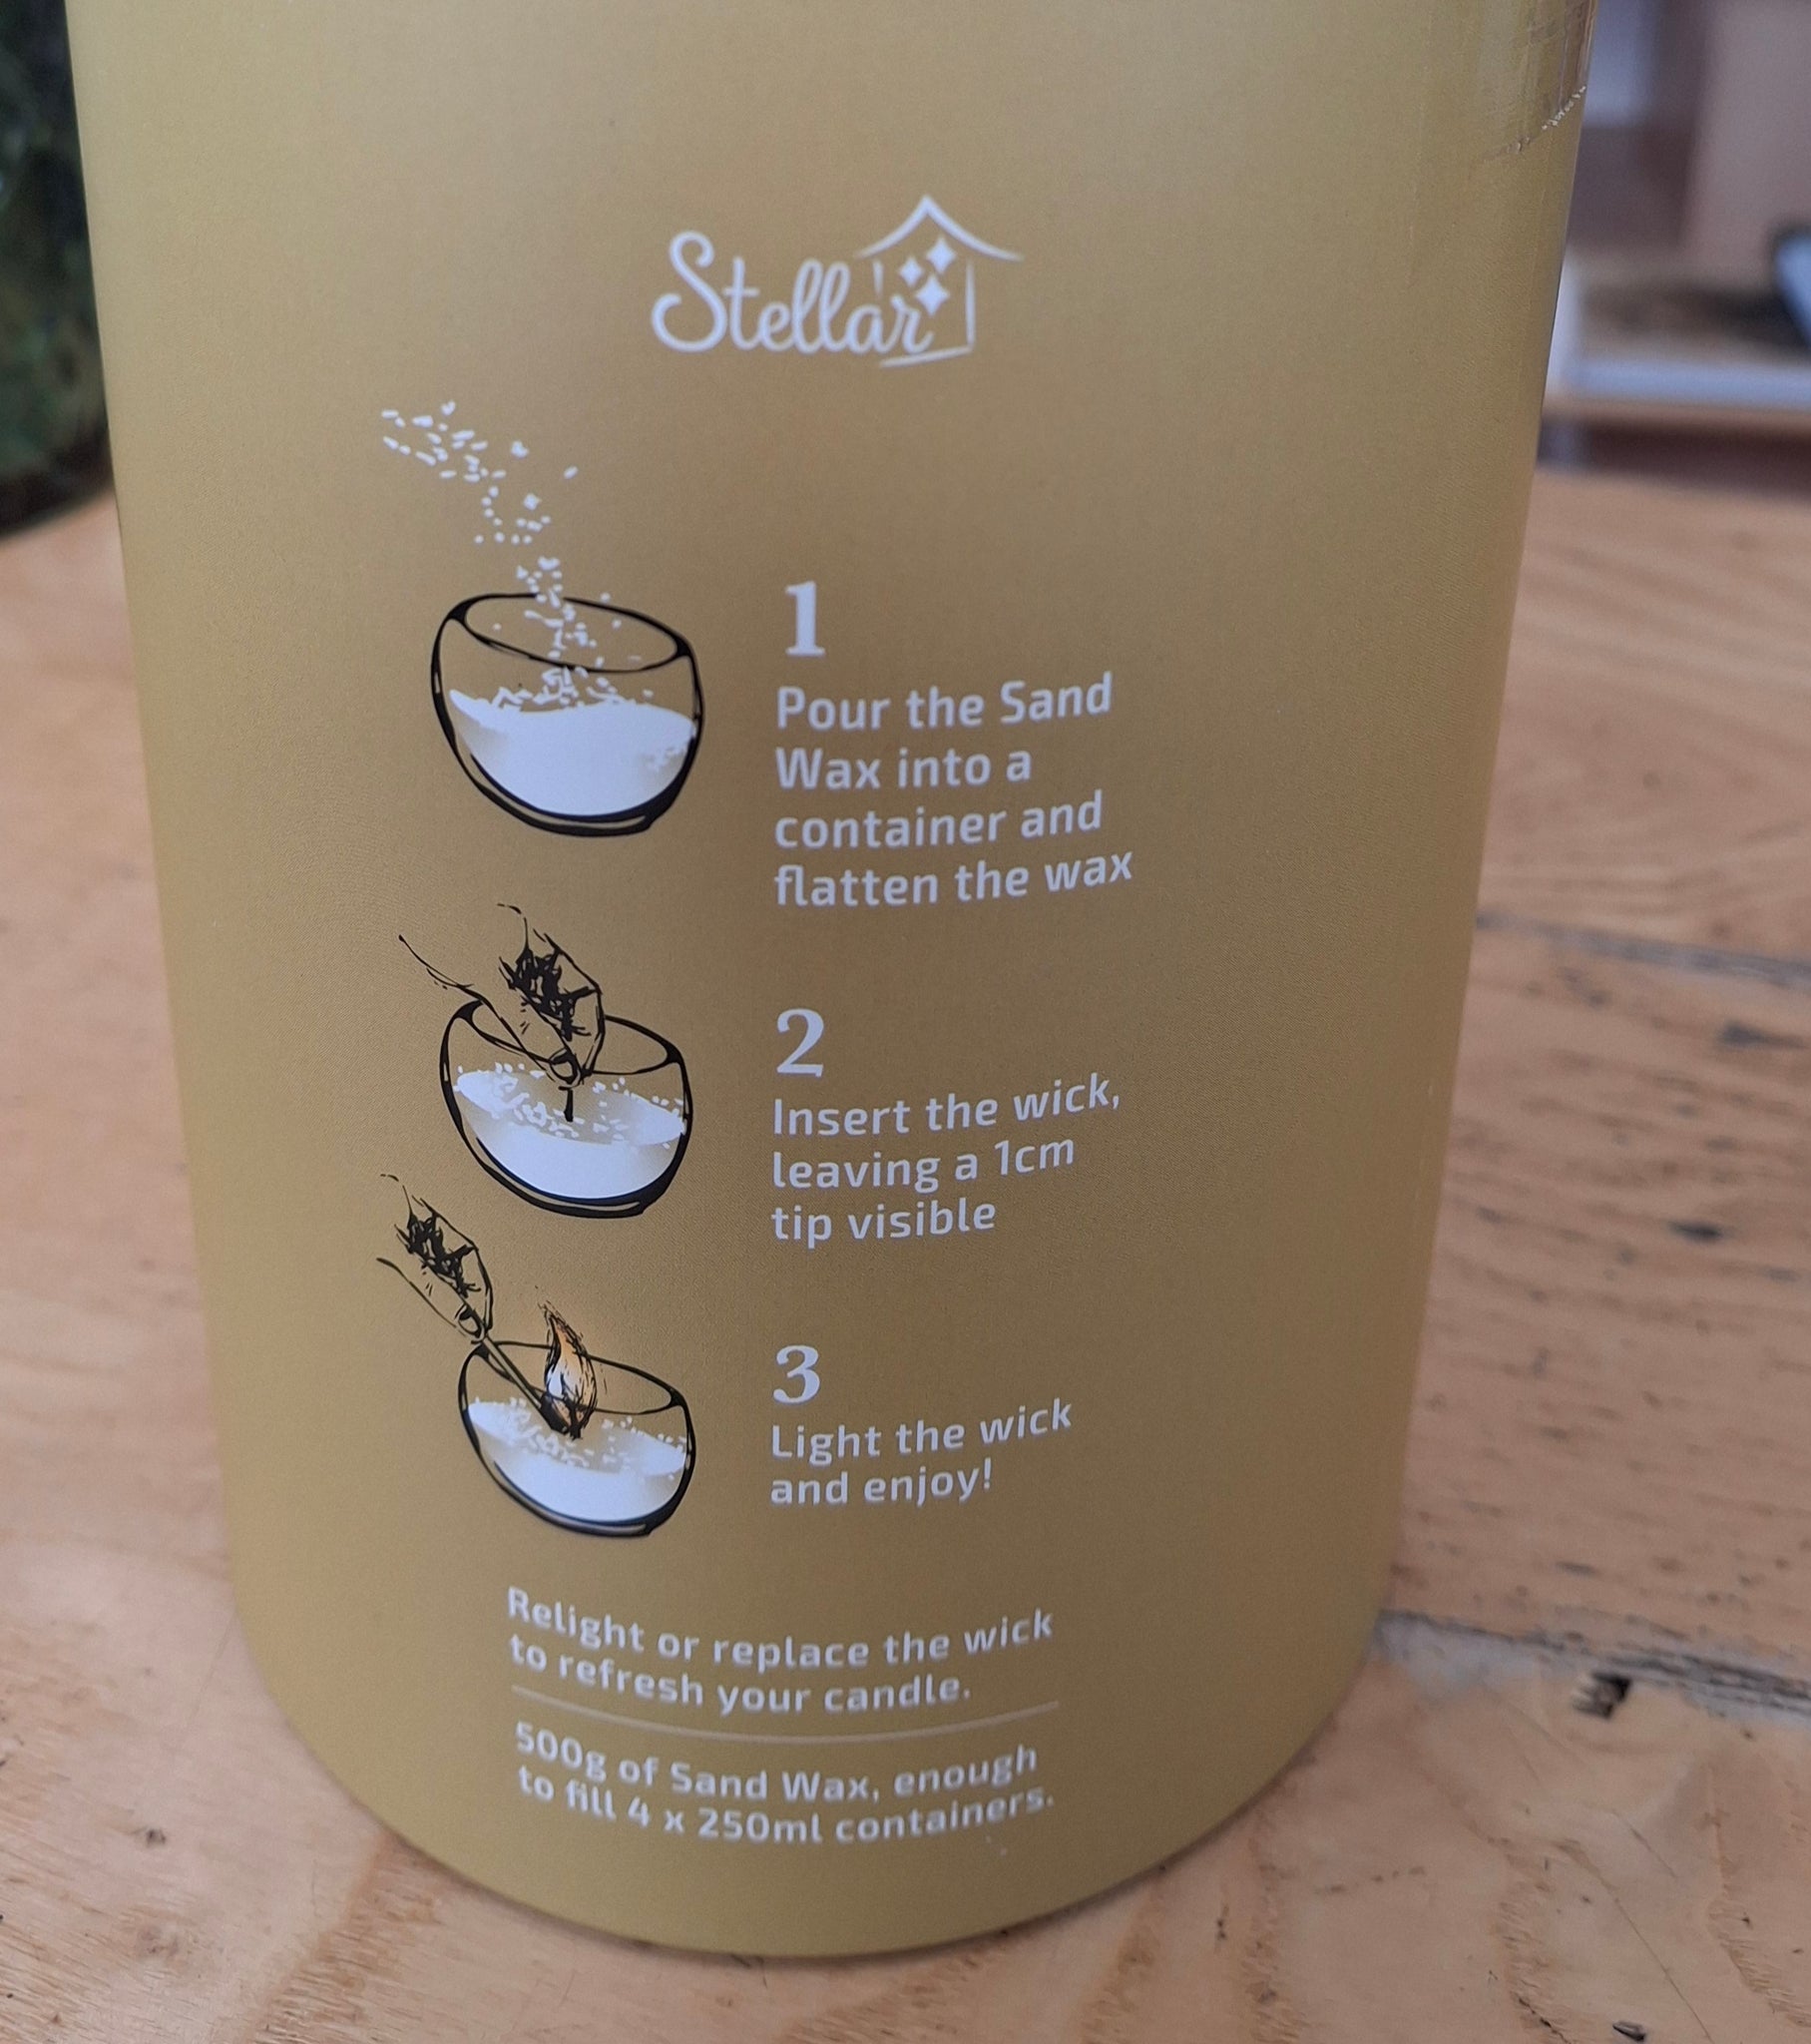 Stellar
1
Pour the Sand
Wax into a
container and
flatten the wax
2
Insert the wick,
leaving a 1cm
tip visible
3
Light the wick
and enjoy!
Relight or replace the wick
to refresh your candle.
500g of Sand Wax, enough
to fill 4 x 250ml containers.